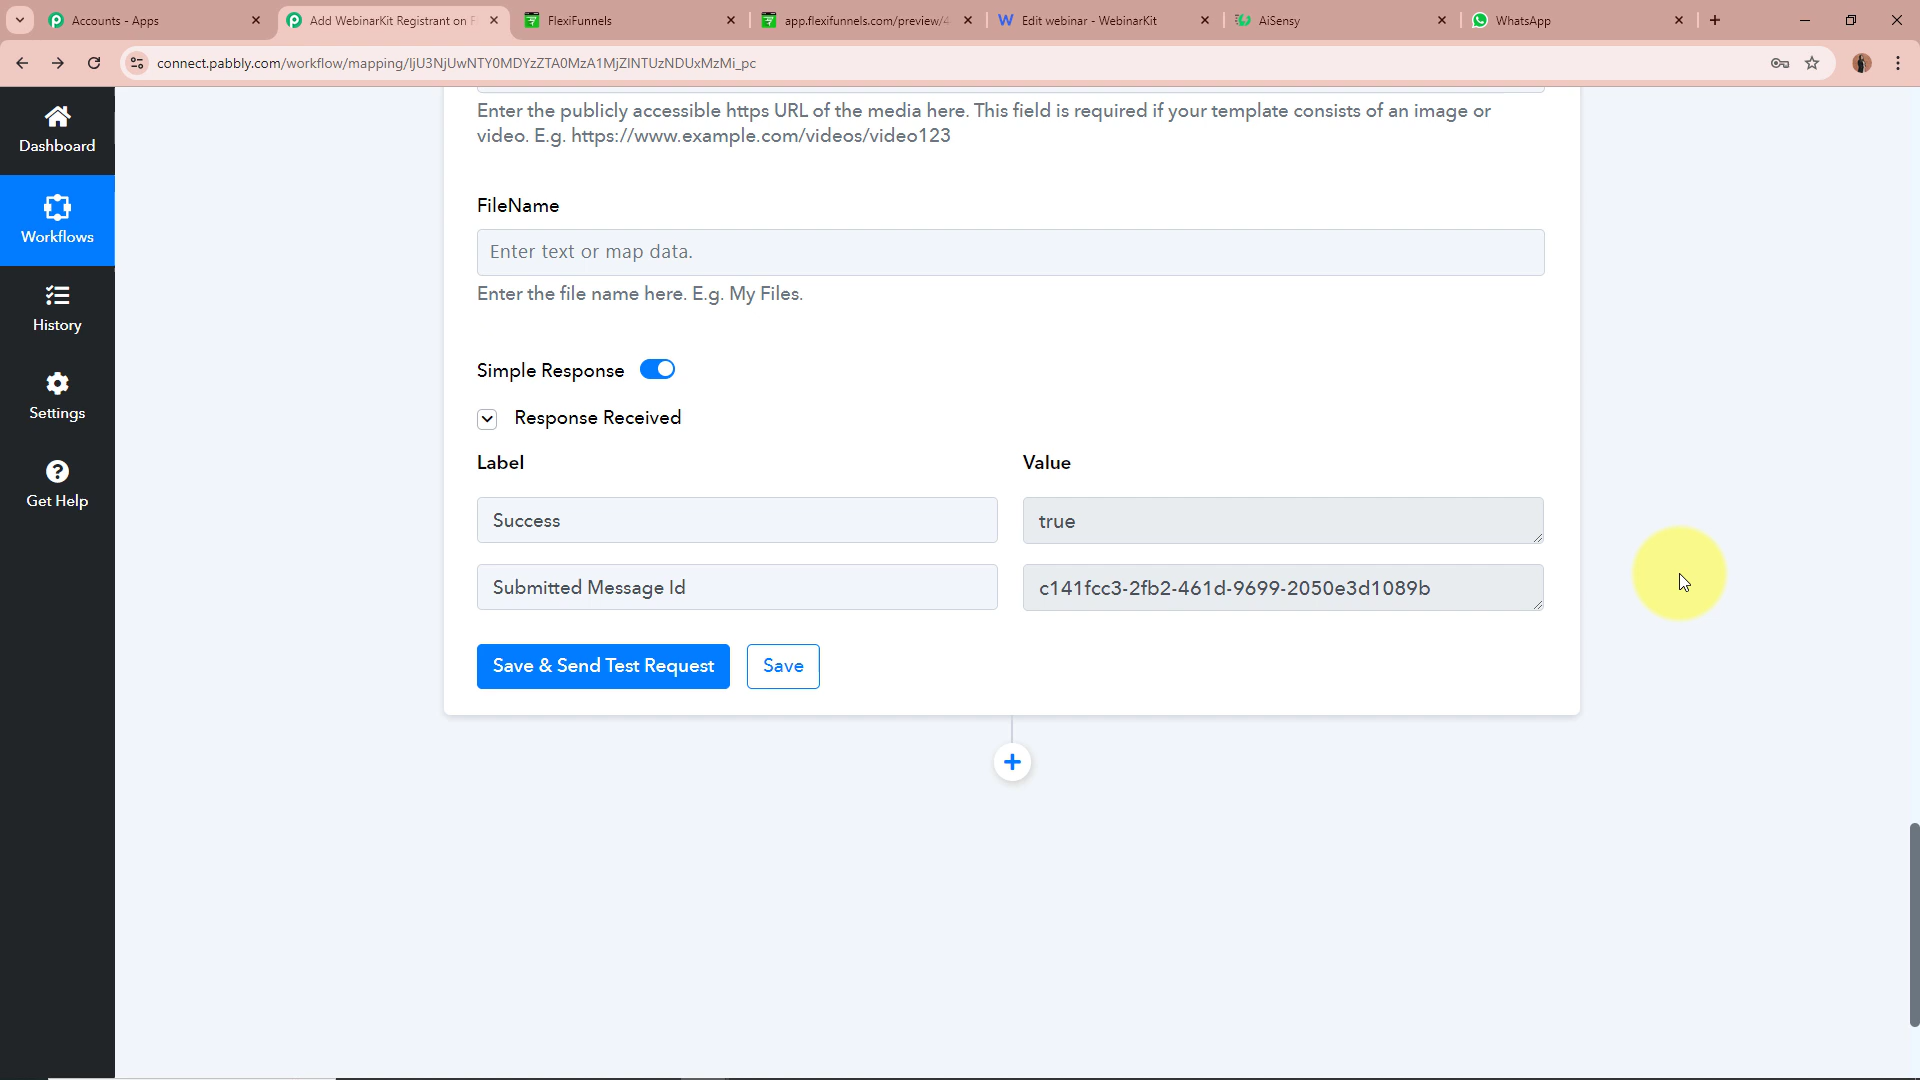 Accounts - Apps
Add WebinarKit Registrant on F
FlexiFunnels
app.flexifunnels.com/preview/4
Edit webinar - WebinarKit
AiSensy
WhatsApp
connect.pabbly.com/workflow/mapping/IjU3NjUwNTY0MDYzZTA0MzA1MjZlNTUzNDUxMzMi_pc
Dashboard
Workflows
History
Settings
Get Help
Enter the publicly accessible https URL of the media here. This field is required if your template consists of an image or
video. E.g. https://www.example.com/videos/video123
FileName
Enter text or map data.
Enter the file name here. E.g. My Files.
Simple Response
Response Received
Label Value
Success true
Submitted Message Id c141fcc3-2fb2-461d-9699-2050e3d1089b
Save & Send Test Request Save